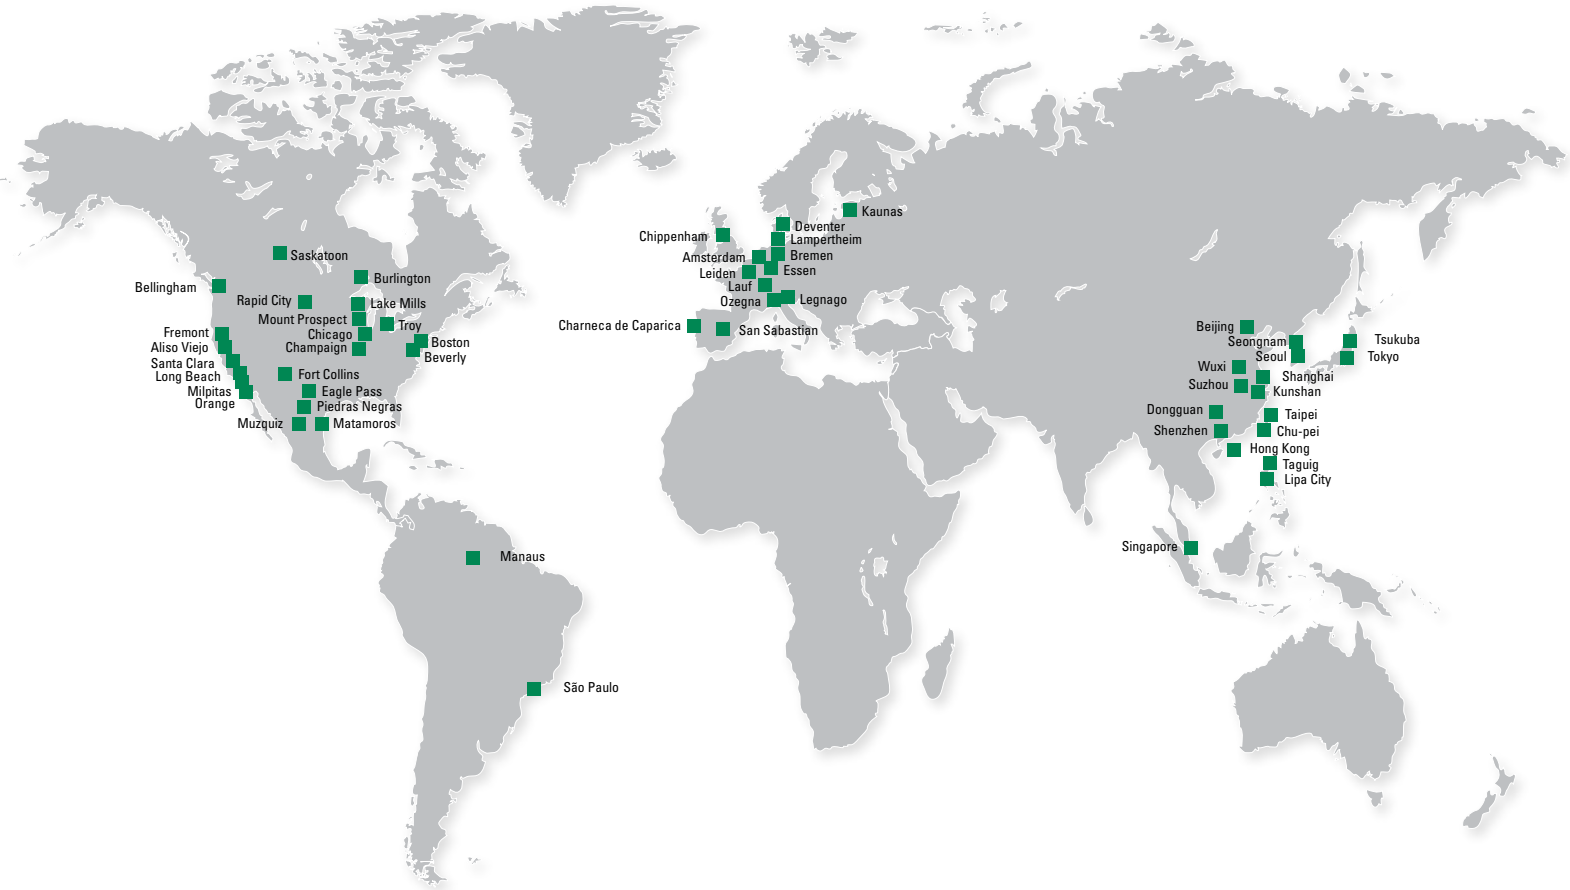 Saskatoon
Burlington
Bellingham
Rapid City
Lake Mills
Mount Prospect
Troy
Fremont
Chicago
Boston
Aliso Viejo
Champaign
Beverly
Santa Clara
Long Beach
Fort Collins
Milpitas
Eagle Pass
Orange
Piedras Negras
Muzquiz
Matamoros
Manaus
São Paulo
Kaunas
Deventer
Chippenham
Lampertheim
Amsterdam
Bremen
Leiden
Essen
Lauf
Ozegna
Legnago
Charneca de Caparica
San Sabastian
Beijing
Seongnam
Tsukuba
Seoul
Tokyo
Wuxi
Shanghai
Suzhou
Kunshan
Dongguan
Taipei
Shenzhen
Chu-pei
Hong Kong
Taguig
Lipa City
Singapore